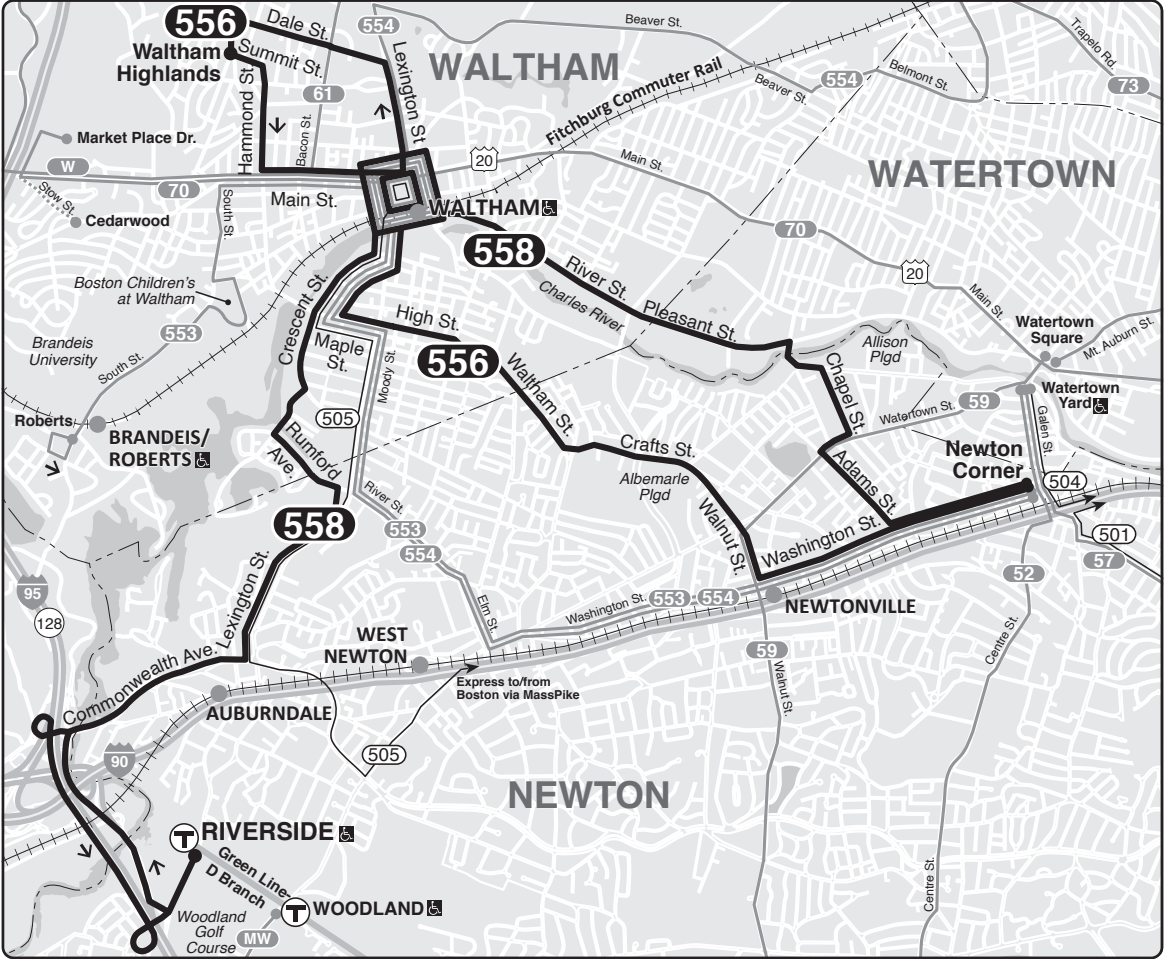 556
Waltham
Highlands
Dale St.
Summit St.
554
Lexington St
WALTHAM
Beaver St.
Trapelo Rd.
Beaver St.
554
Belmont St.
73
Fitchburg Commuter Rail
61
Hammond St.
Bacon St.
Market Place Dr.
W
70
20
Main St.
WATERTOWN
Stow St.
Cedarwood
South St.
Main St.
WALTHAM
558
70
20
Main St.
Boston Children's
at Waltham
River St.
Pleasant St.
Charles River
Crescent St.
High St.
553
Brandeis
University
South St.
Maple
St.
Moody St.
556
Waltham St.
Allison
Plgd
Watertown
Square
Mt. Auburn St.
Chapel St.
Watertown St.
59
Watertown
Yard
Galen St.
Roberts
BRANDEIS/
ROBERTS
505
Rumford
Ave.
Crafts St.
Albemarle
Plgd
Adams St.
Newton
Corner
504
501
57
52
558
River St.
553
554
Walnut St.
Washington St.
95
128
Lexington St.
Elm St.
Washington St.
553
554
NEWTONVILLE
WEST
NEWTON
59
Walnut St.
Centre St.
Commonwealth Ave.
Express to/from
Boston via MassPike
AUBURNDALE
505
90
NEWTON
T
RIVERSIDE
Green Line-
D Branch
T
WOODLAND
Woodland
Golf
Course
MW
Centre St.